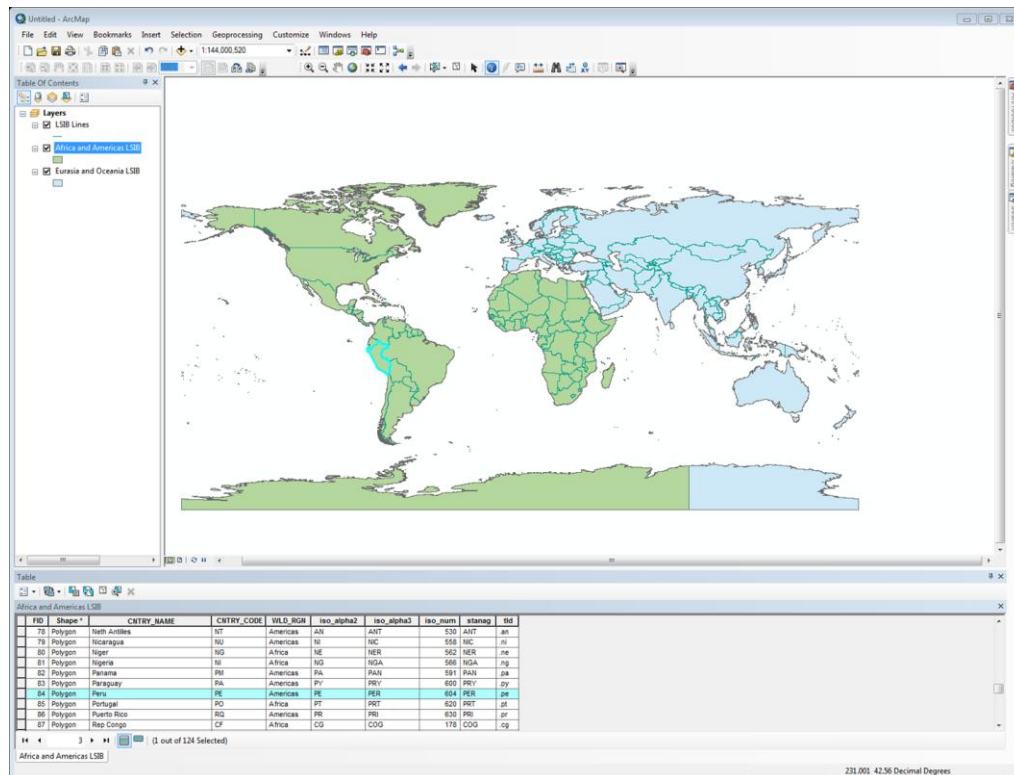 Untitled - ArcMap
File Edit View Bookmarks Insert Selection Geoprocessing Customize Windows Help
1:144,000,520
Table Of Contents
Layers
LSIB Lines
Africa and Americas LSIB
Eurasia and Oceania LSIB
Table
Africa and Americas LSIB
FID Shape * CNTRY_NAME CNTRY_CODE WLD_RGN iso_alpha2 iso_alpha3 iso_num stanag tld
78 Polygon Neth Antilles NT Americas AN ANT 530 ANT .an
79 Polygon Nicaragua NU Americas NI NIC 558 NIC .ni
80 Polygon Niger NG Africa NE NER 562 NER .ne
81 Polygon Nigeria NI Africa NG NGA 566 NGA .ng
82 Polygon Panama PM Americas PA PAN 591 PAN .pa
83 Polygon Paraguay PA Americas PY PRY 600 PRY .py
84 Polygon Peru PE Americas PE PER 604 PER .pe
85 Polygon Portugal PO Africa PT PRT 620 PRT .pt
86 Polygon Puerto Rico RQ Americas PR PRI 630 PRI .pr
87 Polygon Rep Congo CF Africa CG COG 178 COG .cg
3 (1 out of 124 Selected)
Africa and Americas LSIB
231.001 42.56 Decimal Degrees